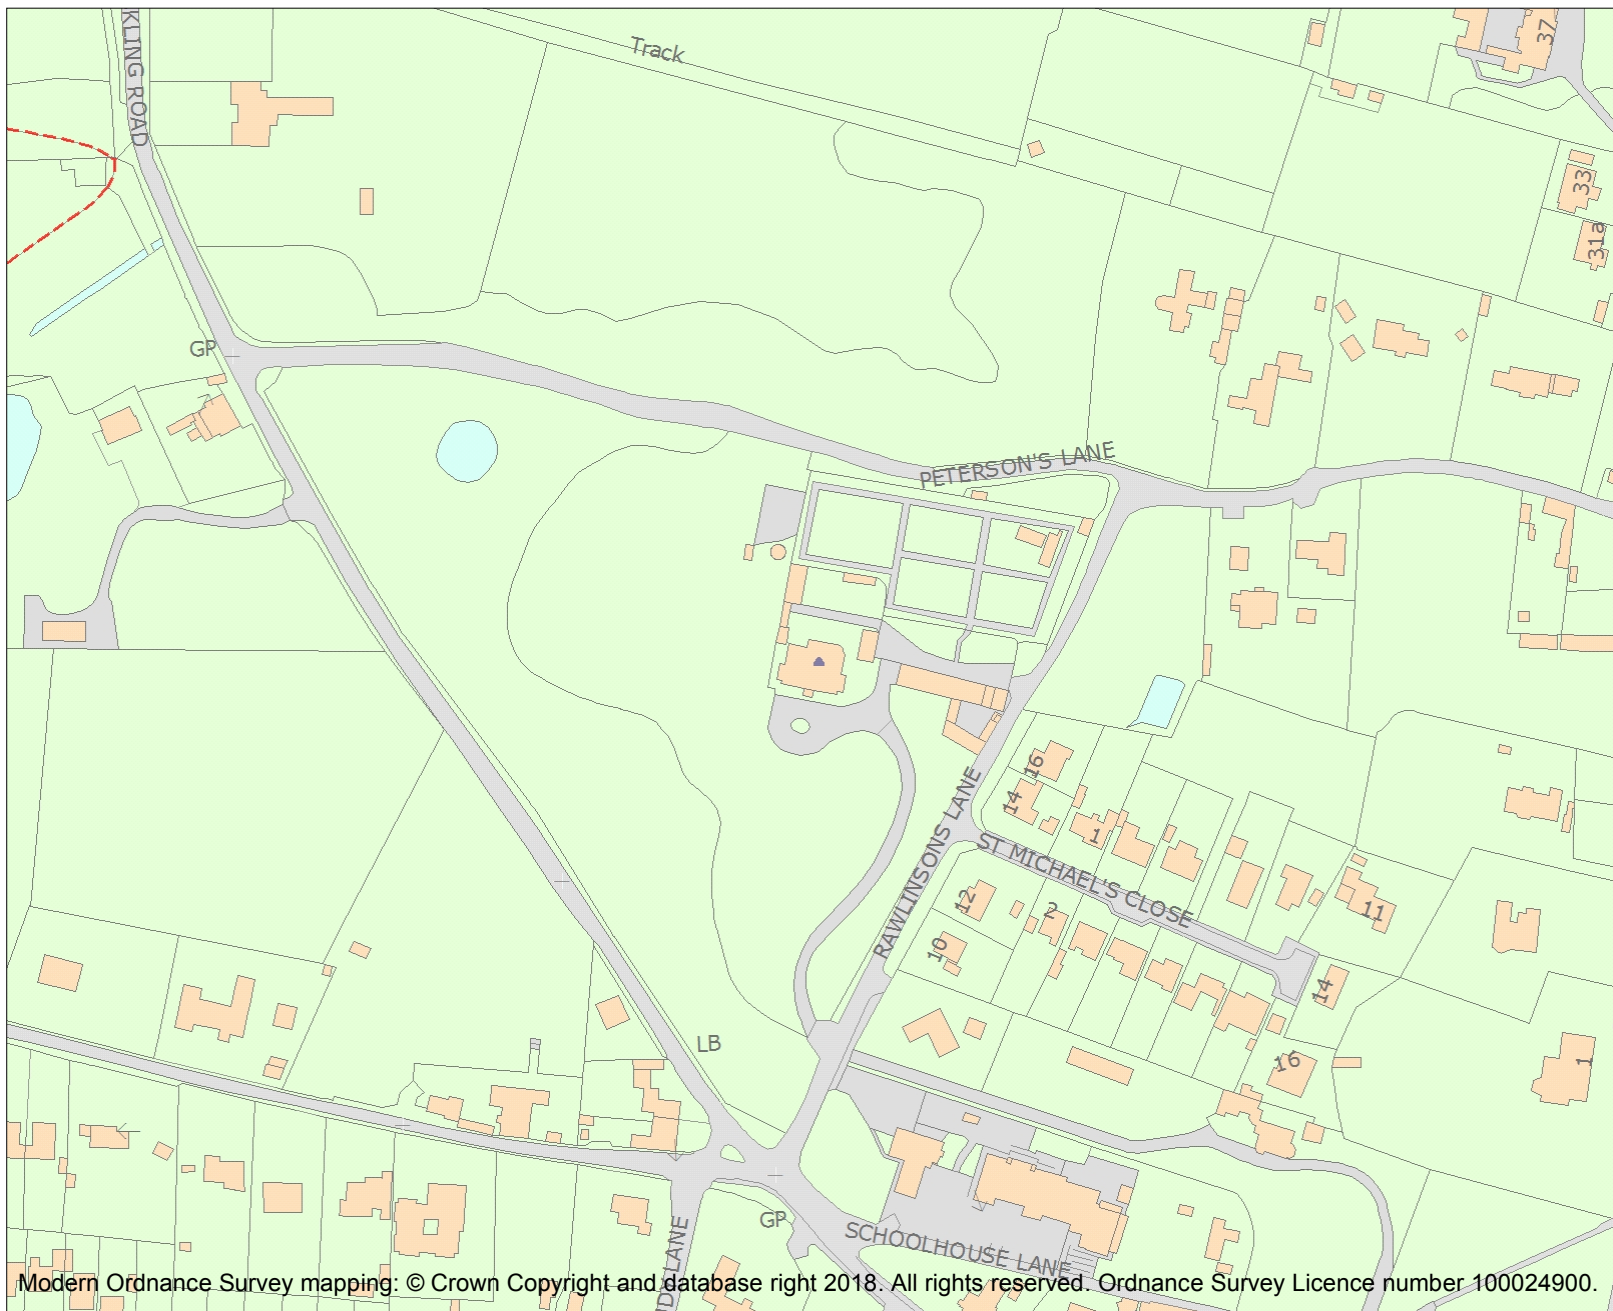 KLING ROAD
Track
37
33
31a
GP
PETERSON'S LANE
16
14
1
RAWLINSONS LANE
ST MICHAEL'S CLOSE
12
2
10
11
14
LB
16
1
GP
SCHOOLHOUSE LANE
LANE
Modern Ordnance Survey mapping: © Crown Copyright and database right 2018. All rights reserved. Ordnance Survey Licence number 100024900.